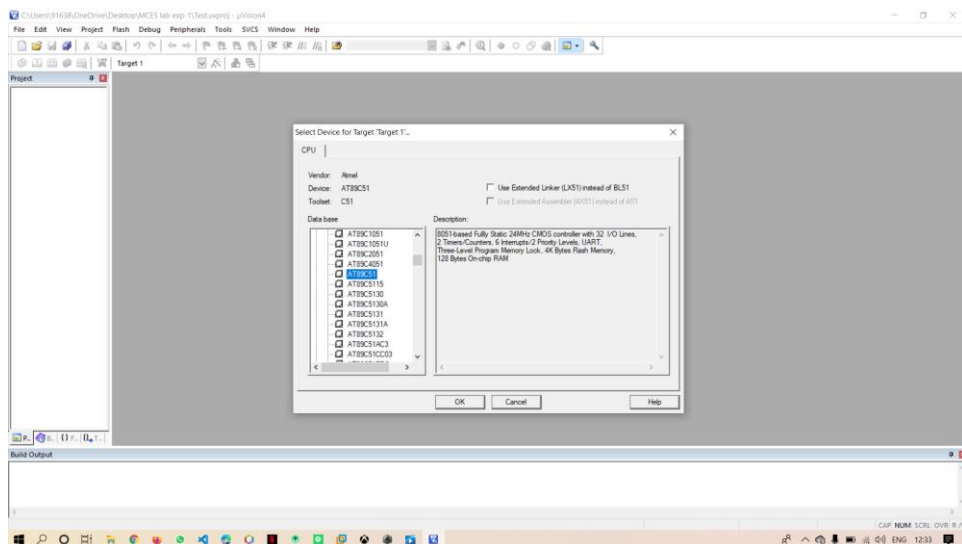 C:\Users\91638\OneDrive\Desktop\MCES lab exp-1\Test.uvproj - µVision4
File Edit View Project Flash Debug Peripherals Tools SVCS Window Help
Target 1
Project
Select Device for Target 'Target 1'...
CPU
Vendor: Atmel
Device: AT89C51
Toolset: C51
Use Extended Linker (LX51) instead of BL51
Use Extended Assembler (AX51) instead of A51
Data base
Description:
AT89C1051
AT89C1051U
AT89C2051
AT89C4051
AT89C51
AT89C5115
AT89C5130
AT89C5130A
AT89C5131
AT89C5131A
AT89C5132
AT89C51AC3
AT89C51CC03
8051-based Fully Static 24MHz CMOS controller with 32 I/O Lines,
2 Timers/Counters, 6 Interrupts/2 Priority Levels, UART,
Three-Level Program Memory Lock, 4K Bytes Flash Memory,
128 Bytes On-chip RAM
OK Cancel Help
Build Output
CAP NUM SCRL OVR R
ENG 12:33